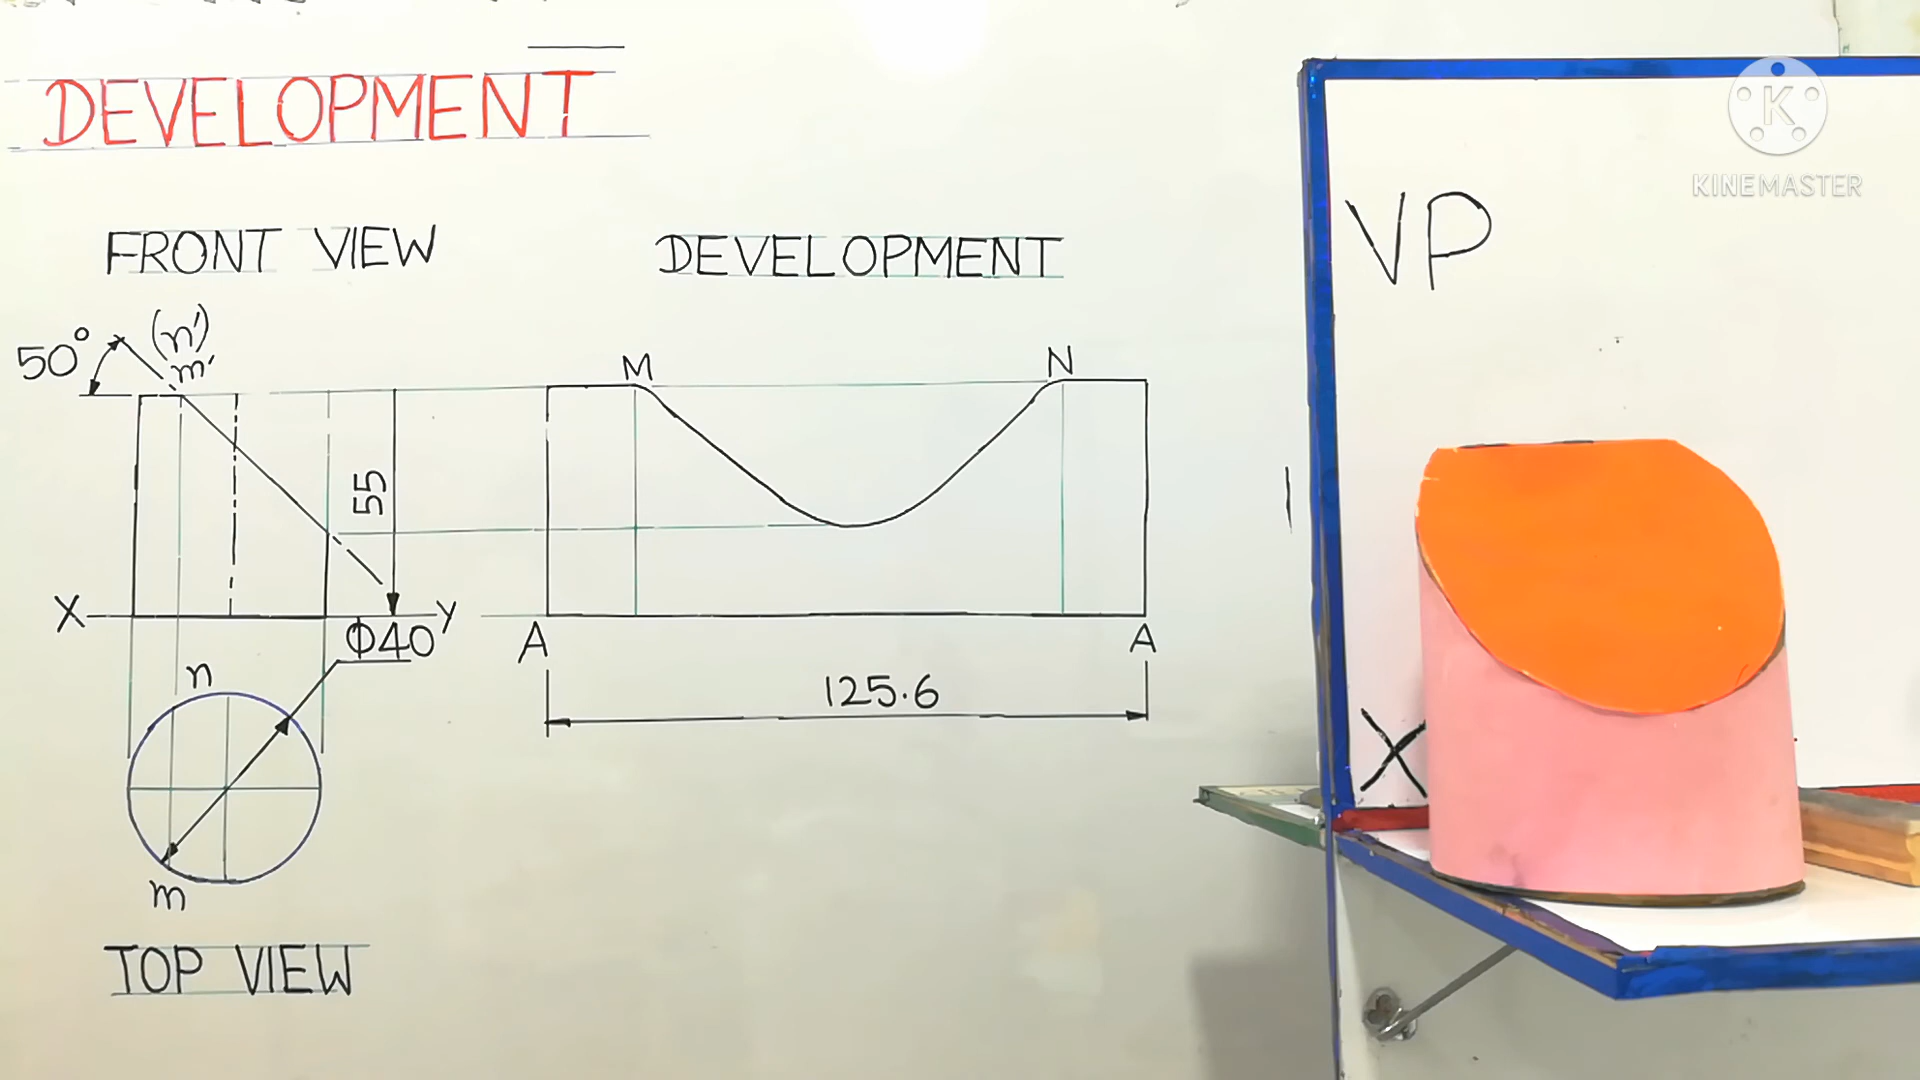 DEVELOPMENT
FRONT VIEW
DEVELOPMENT
VP
KINEMASTER
50°
(n')
m'
M
N
55
X
Y
Φ40
A
A
125.6
n
m
X
TOP VIEW